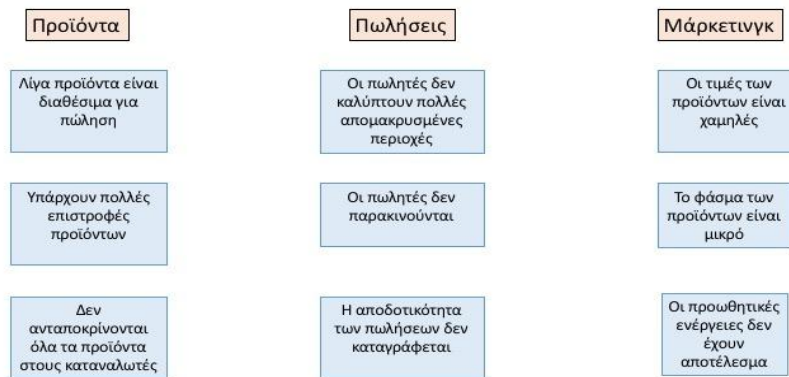 Προϊόντα
Πωλήσεις
Μάρκετινγκ
Λίγα προϊόντα είναι
διαθέσιμα για
πώληση
Οι πωλητές δεν
καλύπτουν πολλές
απομακρυσμένες
περιοχές
Οι τιμές των
προϊόντων είναι
χαμηλές
Υπάρχουν πολλές
επιστροφές
προϊόντων
Οι πωλητές δεν
παρακινούνται
Το φάσμα των
προϊόντων είναι
μικρό
Δεν
ανταποκρίνονται
όλα τα προϊόντα
στους καταναλωτές
Η αποδοτικότητα
των πωλήσεων δεν
καταγράφεται
Οι προωθητικές
ενέργειες δεν
έχουν
αποτέλεσμα